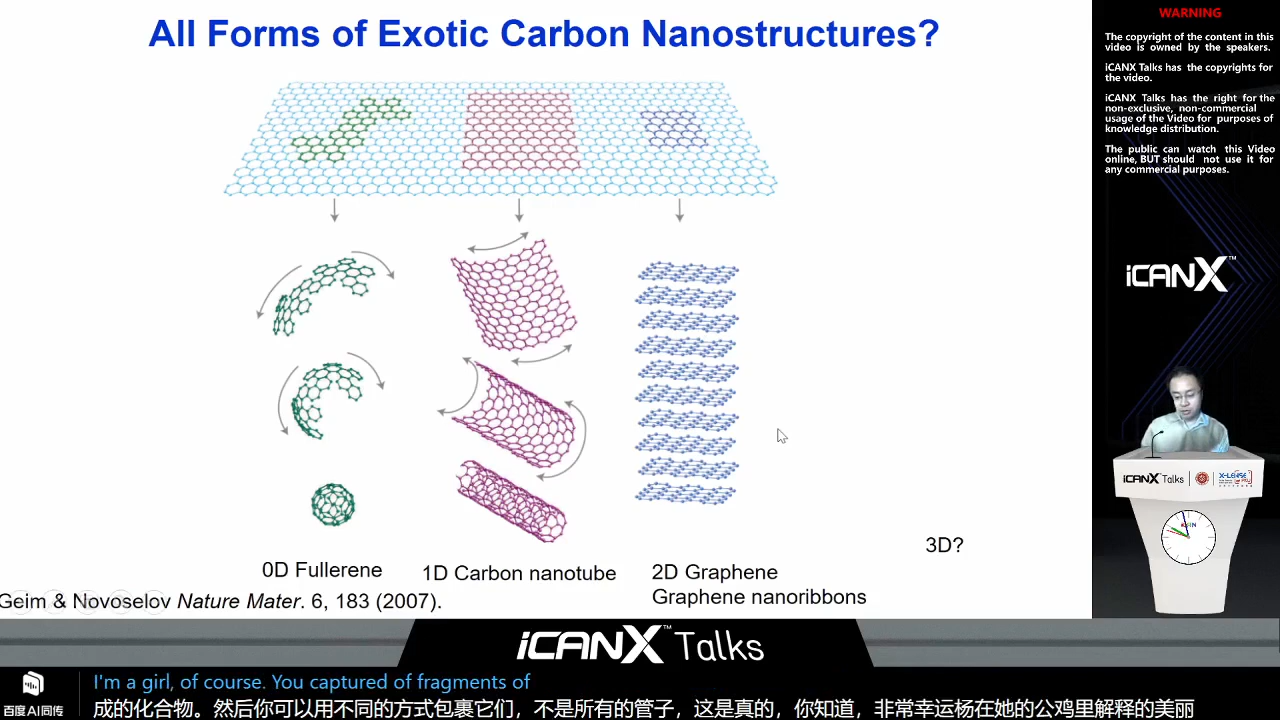 All Forms of Exotic Carbon Nanostructures?
0D Fullerene
1D Carbon nanotube
2D Graphene
Graphene nanoribbons
3D?
Geim & Novoselov Nature Mater. 6, 183 (2007).
WARNING
The copyright of the content in this
video is owned by the speakers.
iCANX Talks has the copyrights for
the video.
iCANX Talks has the right for the
non-exclusive, non-commercial
usage of the Video for purposes of
knowledge distribution.
The public can watch this Video
online, BUT should not use it for
any commercial purposes.
iCANX™
iCANX Talks
iCANX™ Talks
百度AI同传
I'm a girl, of course. You captured of fragments of
成的化合物。然后你可以用不同的方式包裹它们，不是所有的管子，这是真的，你知道，非常幸运杨在她的公鸡里解释的美丽